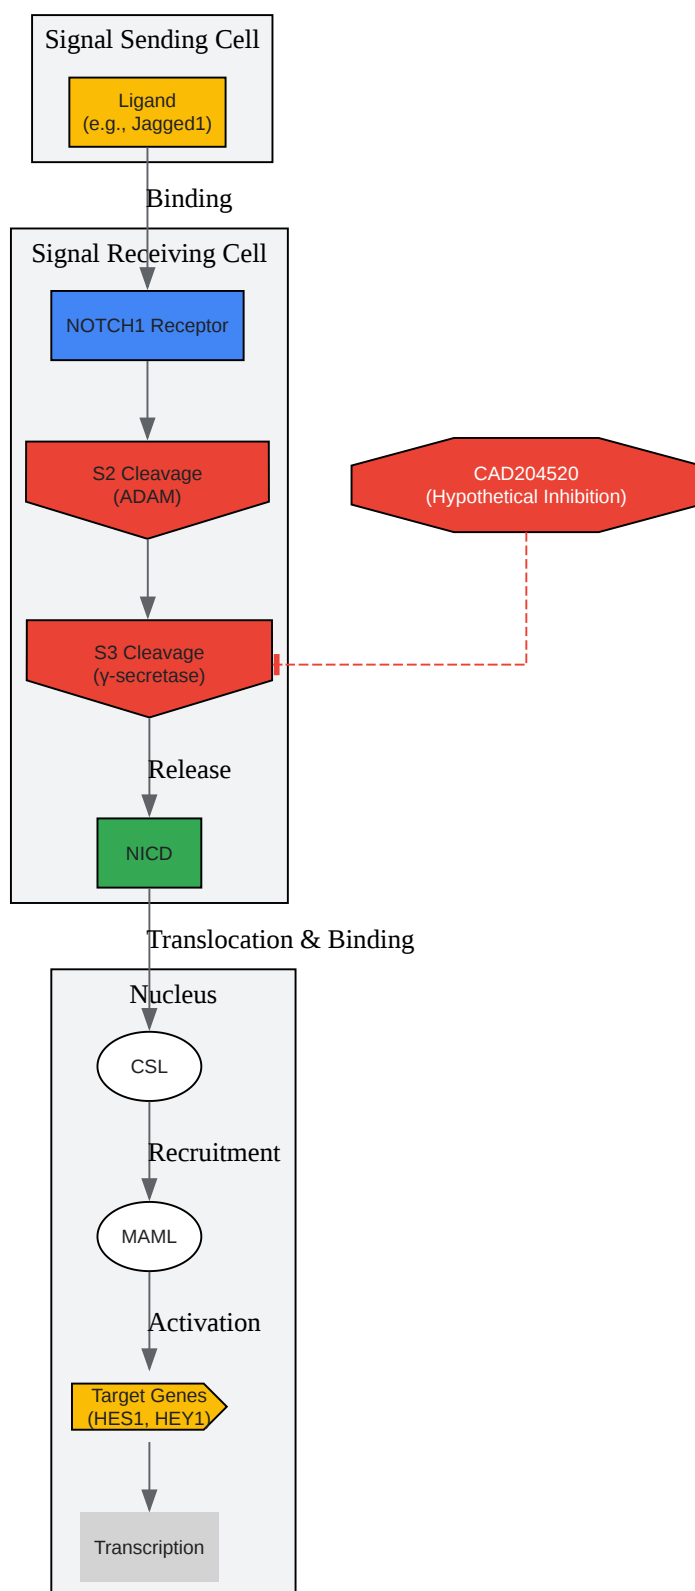 Signal Sending Cell
Ligand
(e.g., Jagged1)
Binding
Signal Receiving Cell
NOTCH1 Receptor
S2 Cleavage
(ADAM)
CAD204520
(Hypothetical Inhibition)
S3 Cleavage
(γ-secretase)
Release
NICD
Translocation & Binding
Nucleus
CSL
Recruitment
MAML
Activation
Target Genes
(HES1, HEY1)
Transcription